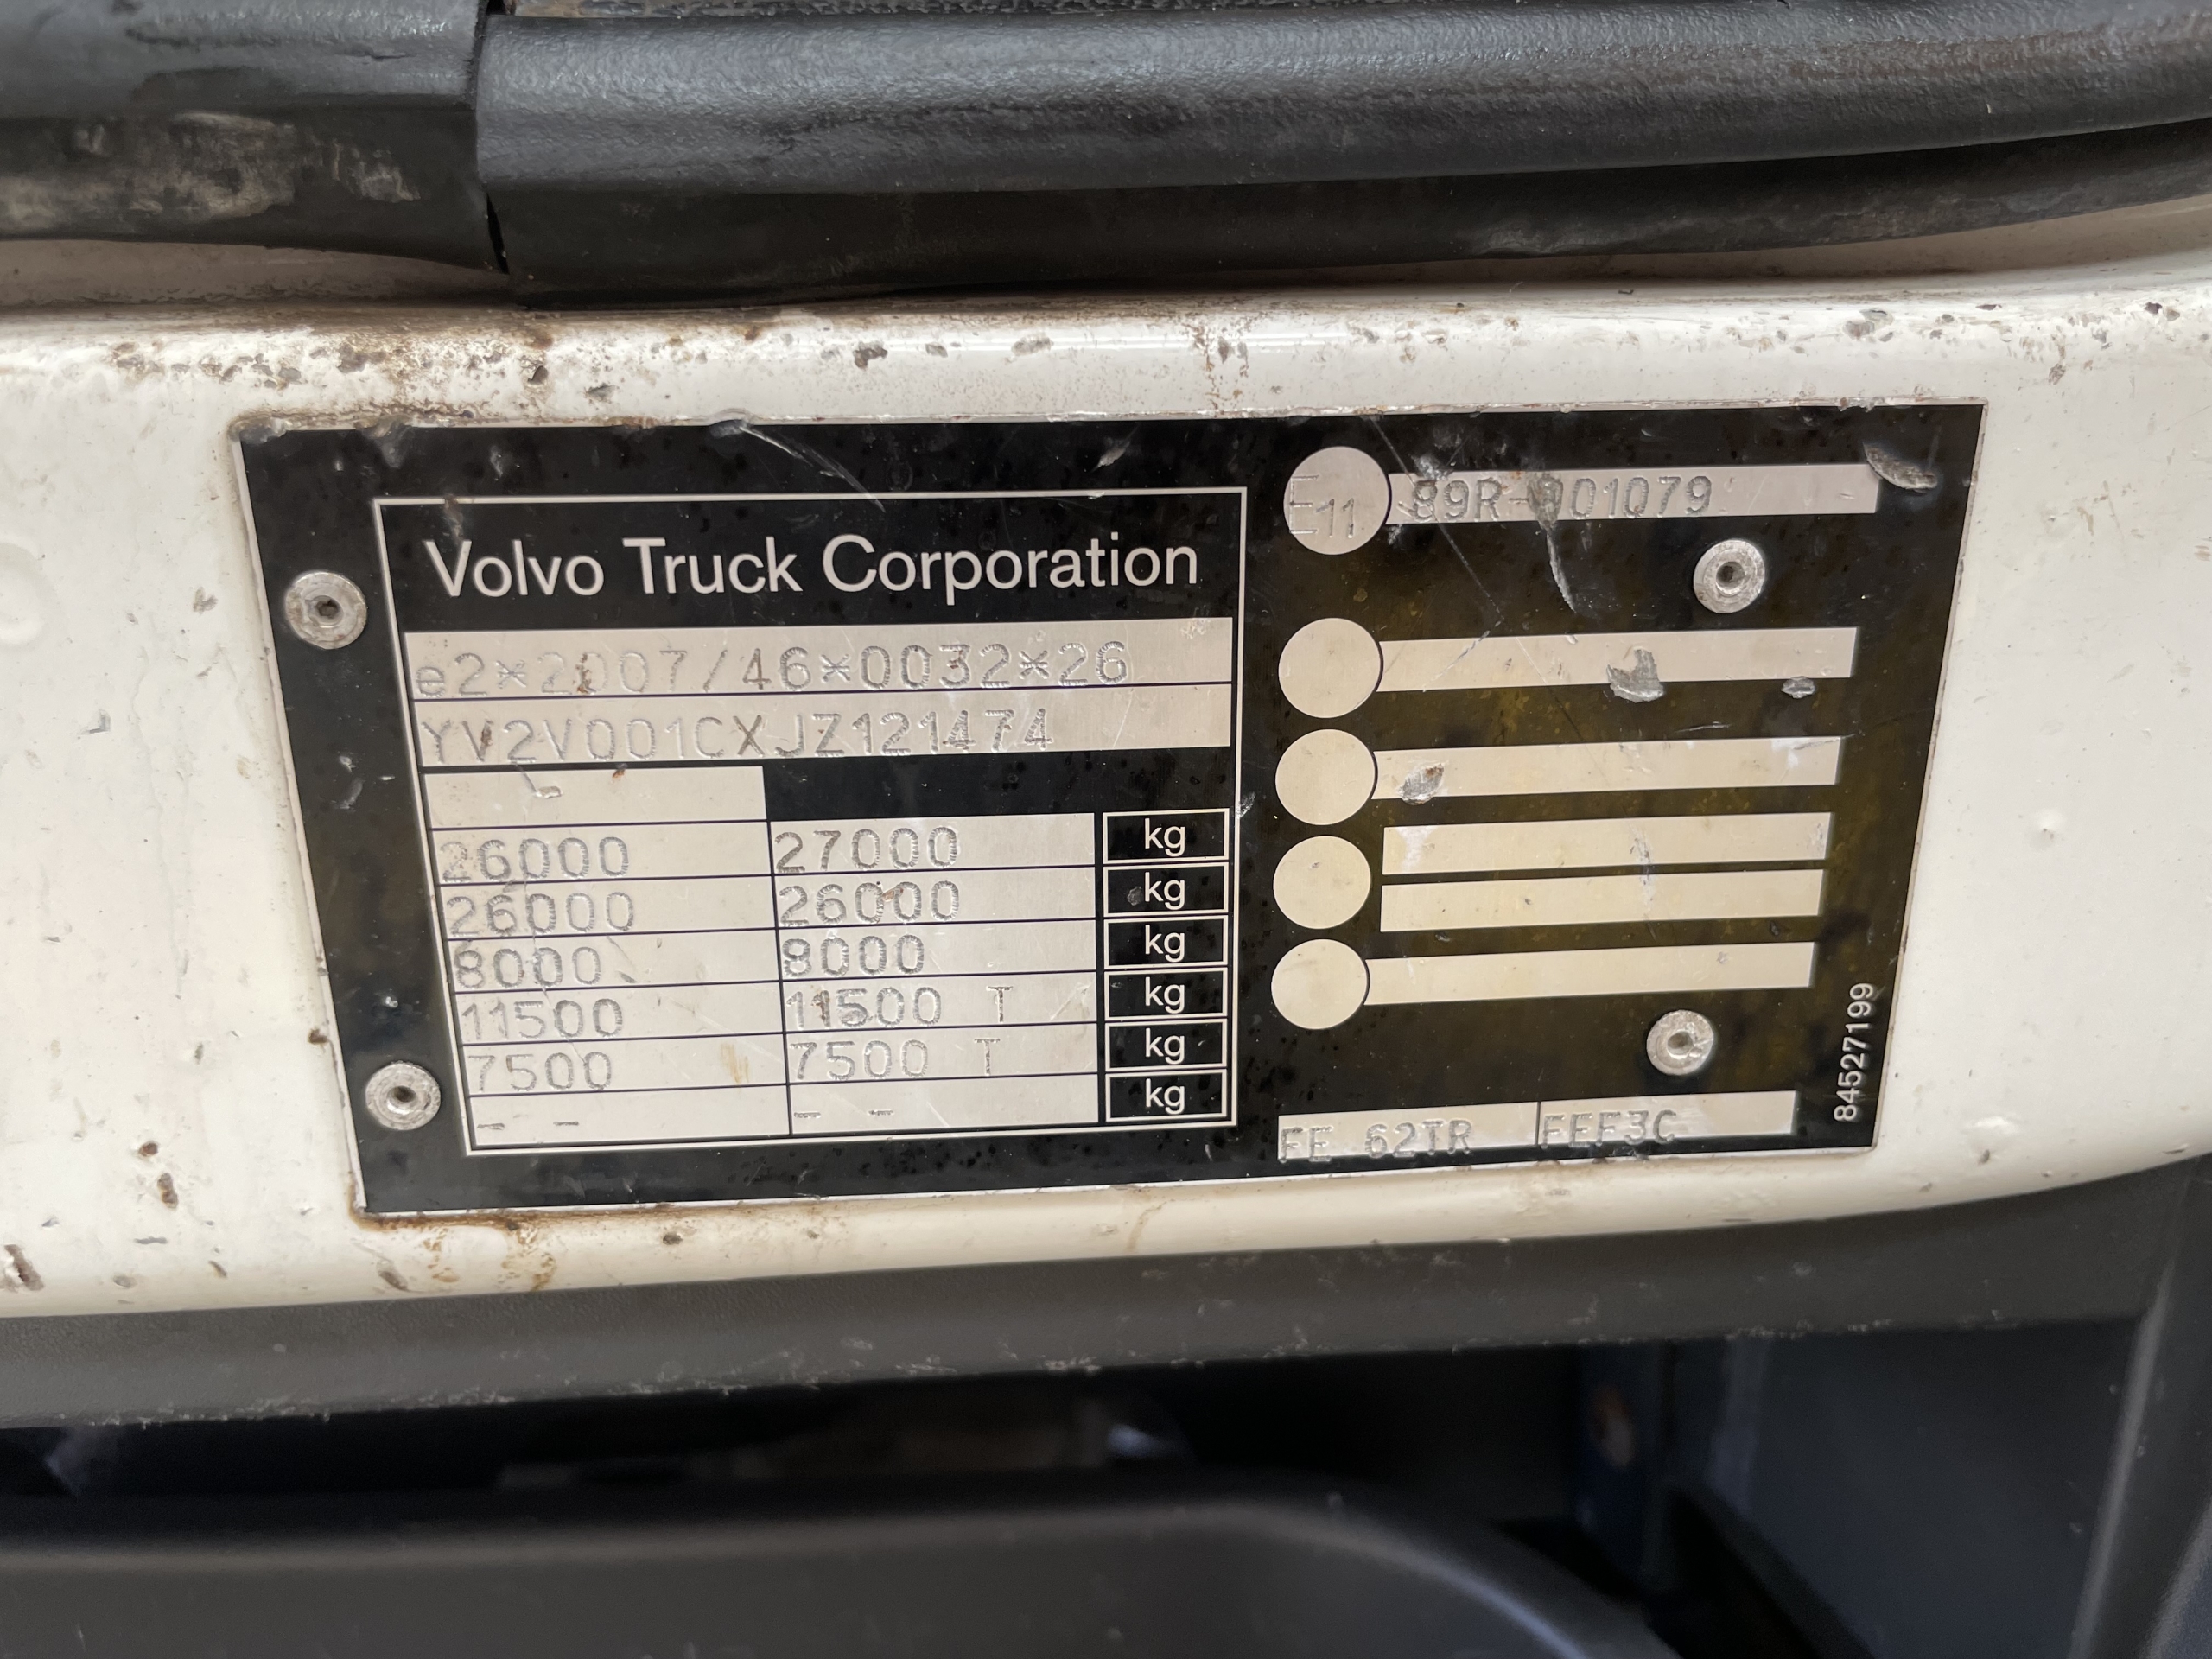 Volvo Truck Corporation
e2*2007/46*0032*26
YV2V001CXJZ121474
26000 27000 kg
26000 26000 kg
8000 8000 kg
11500 11500 T kg
7500 7500 T kg
- - - - kg
E11 89R-001079
FE 62TR FEF3C
84527199